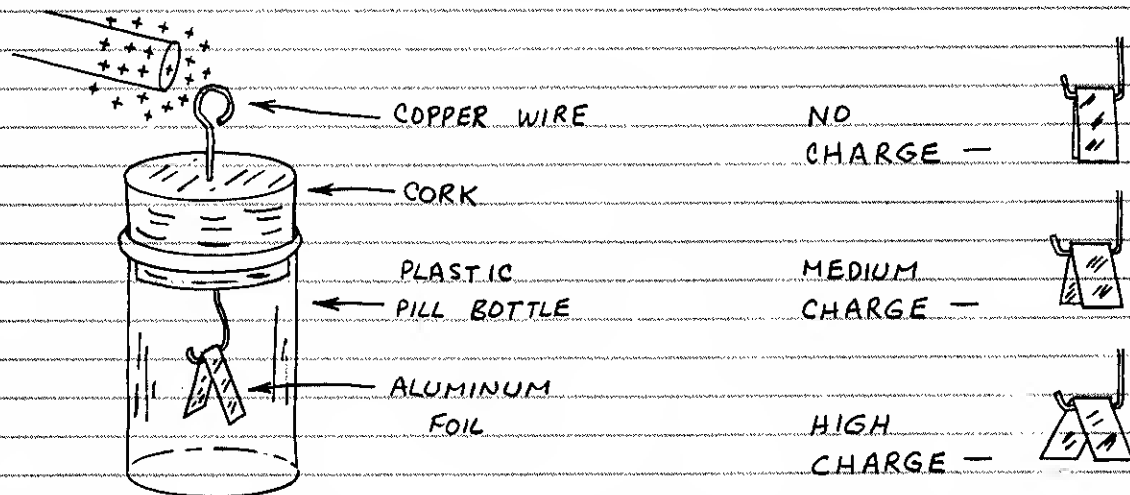 COPPER WIRE
CORK
PLASTIC
PILL BOTTLE
ALUMINUM
FOIL
NO
CHARGE —
MEDIUM
CHARGE —
HIGH
CHARGE —